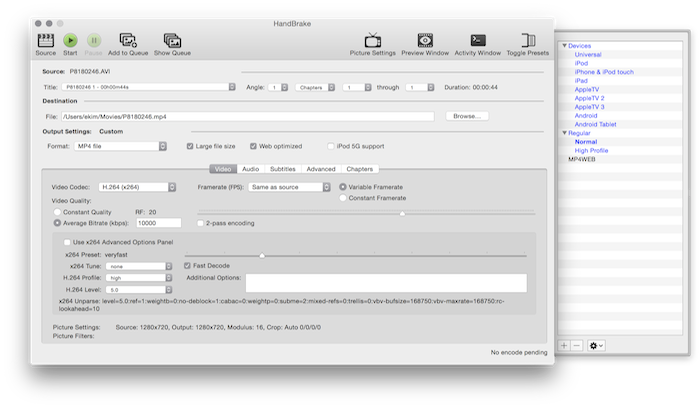 HandBrake
Source Start Pause Add to Queue Show Queue Picture Settings Preview Window Activity Window Toggle Presets
Source: P8180246.AVI
Title: P8180246 1 - 00h00m44s Angle: 1 Chapters 1 through 1 Duration: 00:00:44
Destination
File: /Users/ekim/Movies/P8180246.mp4 Browse...
Output Settings: Custom
Format: MP4 file Large file size Web optimized iPod 5G support
Video Audio Subtitles Advanced Chapters
Video Codec: H.264 (x264) Framerate (FPS): Same as source Variable Framerate
Constant Framerate
Video Quality:
Constant Quality RF: 20
Average Bitrate (kbps): 10000 2-pass encoding
Use x264 Advanced Options Panel
x264 Preset: veryfast
x264 Tune: none Fast Decode
H.264 Profile: high Additional Options:
H.264 Level: 5.0
x264 Unparse: level=5.0:ref=1:weightb=0:no-deblock=1:cabac=0:weightp=0:subme=2:mixed-refs=0:trellis=0:vbv-bufsize=168750:vbv-maxrate=168750:rc-
lookahead=10
Picture Settings: Source: 1280x720, Output: 1280x720, Modulus: 16, Crop: Auto 0/0/0/0
Picture Filters:
No encode pending
Devices
Universal
iPod
iPhone & iPod touch
iPad
AppleTV
AppleTV 2
AppleTV 3
Android
Android Tablet
Regular
Normal
High Profile
MP4WEB